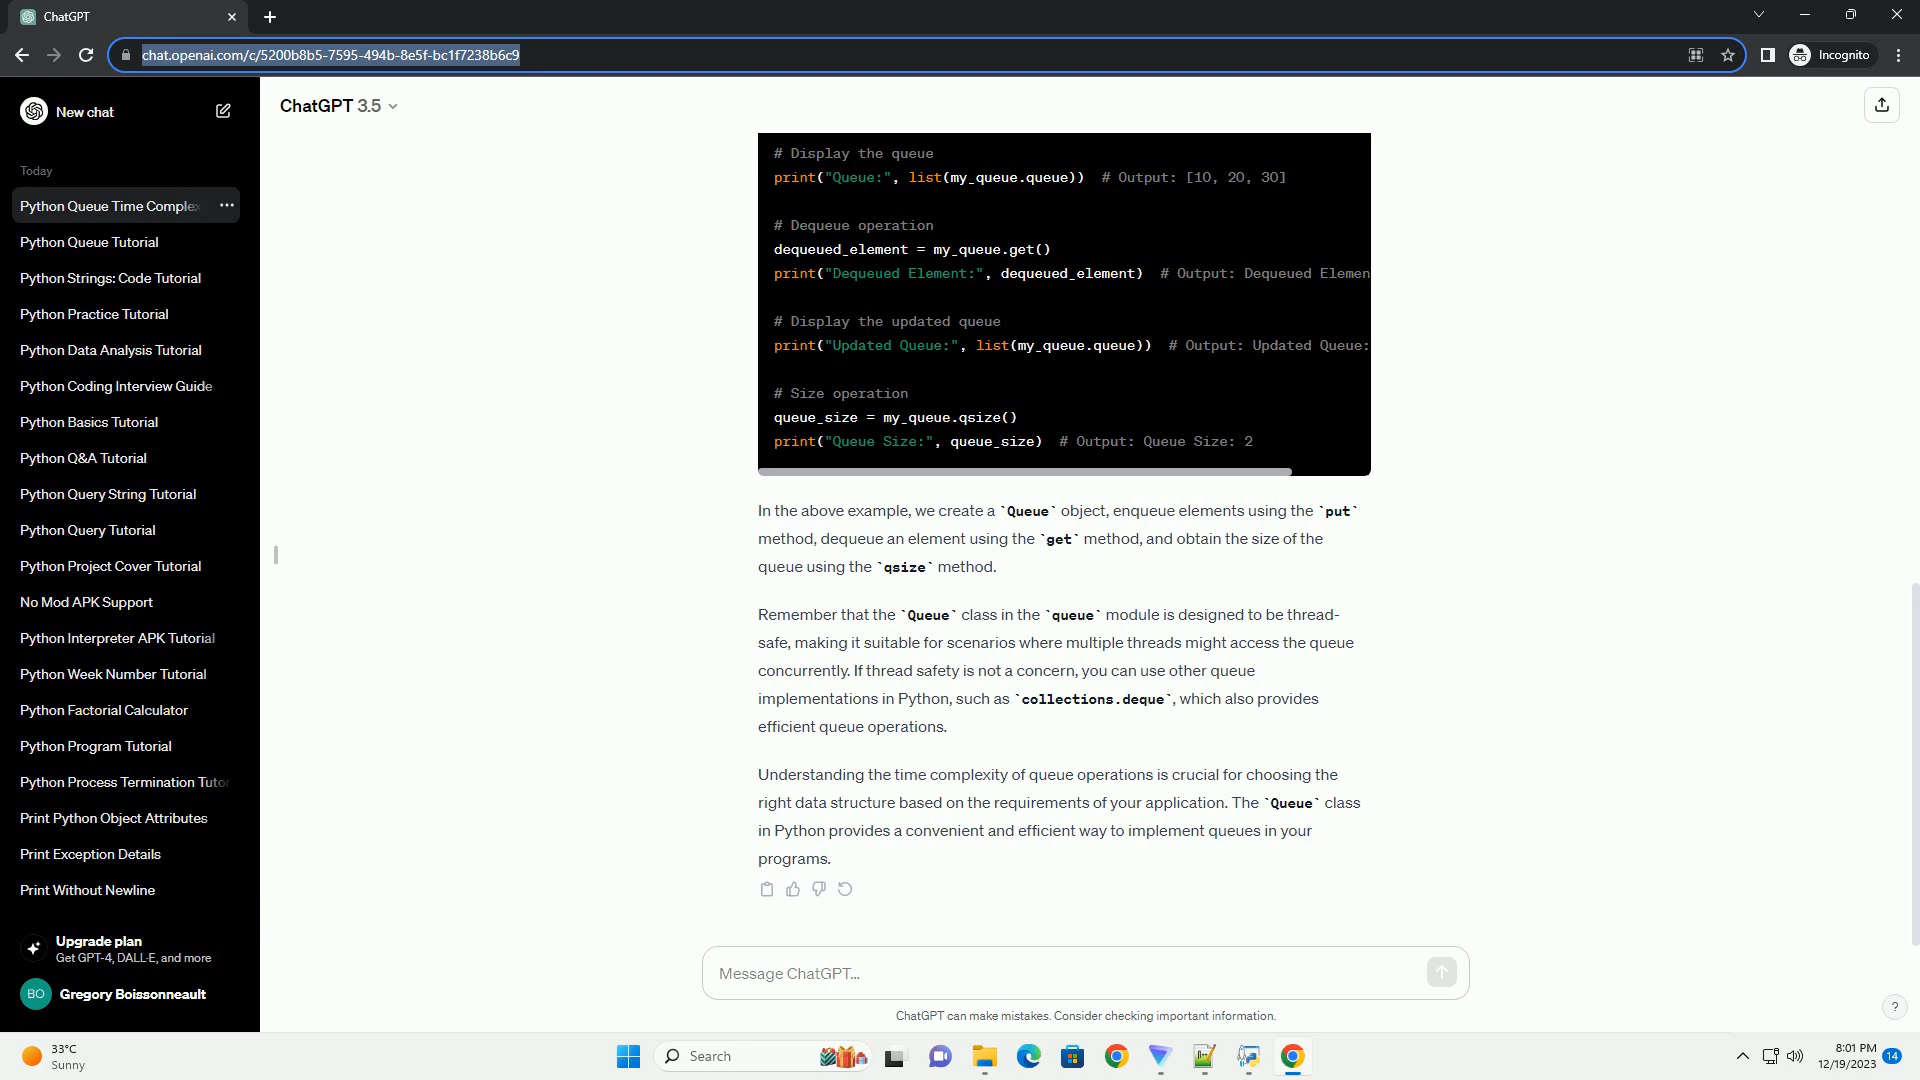 ChatGPT
chat.openai.com/c/5200b8b5-7595-494b-8e5f-bc1f7238b6c9
Incognito
New chat
Today
Python Queue Time Complex
Python Queue Tutorial
Python Strings: Code Tutorial
Python Practice Tutorial
Python Data Analysis Tutorial
Python Coding Interview Guide
Python Basics Tutorial
Python Q&A Tutorial
Python Query String Tutorial
Python Query Tutorial
Python Project Cover Tutorial
No Mod APK Support
Python Interpreter APK Tutorial
Python Week Number Tutorial
Python Factorial Calculator
Python Program Tutorial
Python Process Termination Tutor
Print Python Object Attributes
Print Exception Details
Print Without Newline
Upgrade plan
Get GPT-4, DALL·E, and more
BO Gregory Boissonneault
ChatGPT 3.5
# Display the queue
print("Queue:", list(my_queue.queue))  # Output: [10, 20, 30]
# Dequeue operation
dequeued_element = my_queue.get()
print("Dequeued Element:", dequeued_element)  # Output: Dequeued Elemen
# Display the updated queue
print("Updated Queue:", list(my_queue.queue))  # Output: Updated Queue:
# Size operation
queue_size = my_queue.qsize()
print("Queue Size:", queue_size)  # Output: Queue Size: 2
In the above example, we create a `Queue` object, enqueue elements using the `put`
method, dequeue an element using the `get` method, and obtain the size of the
queue using the `qsize` method.
Remember that the `Queue` class in the `queue` module is designed to be thread-
safe, making it suitable for scenarios where multiple threads might access the queue
concurrently. If thread safety is not a concern, you can use other queue
implementations in Python, such as `collections.deque`, which also provides
efficient queue operations.
Understanding the time complexity of queue operations is crucial for choosing the
right data structure based on the requirements of your application. The `Queue` class
in Python provides a convenient and efficient way to implement queues in your
programs.
Message ChatGPT...
ChatGPT can make mistakes. Consider checking important information.
?
33°C
Sunny
Search
8:01 PM
12/19/2023
14